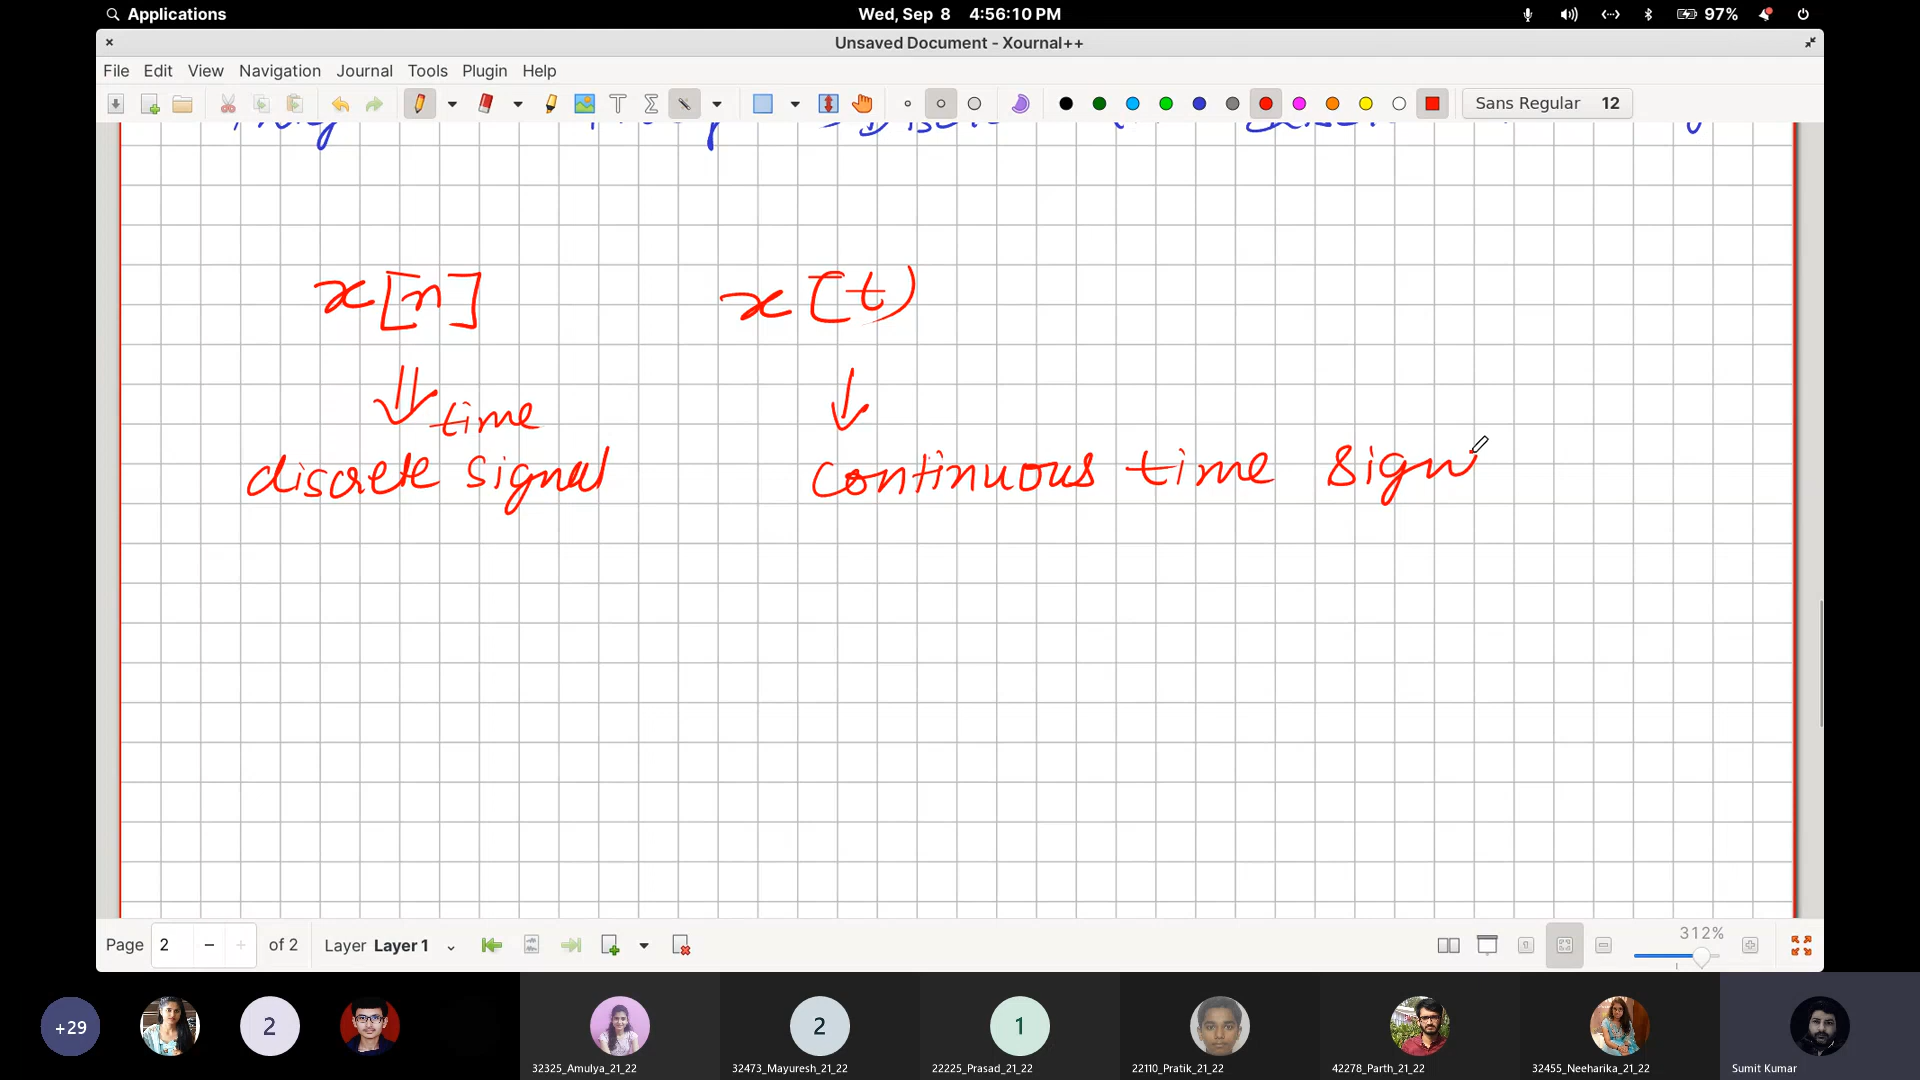 Applications
Wed, Sep 8 4:56:10 PM
97%
Unsaved Document - Xournal++
File Edit View Navigation Journal Tools Plugin Help
Sans Regular 12
x[n] x(t)
time
discrete signal continuous time sign
Page 2 of 2 Layer Layer 1
312%
+29
2
2
1
32325_Amulya_21_22
32473_Mayuresh_21_22
22225_Prasad_21_22
22110_Pratik_21_22
42278_Parth_21_22
32455_Neeharika_21_22
Sumit Kumar